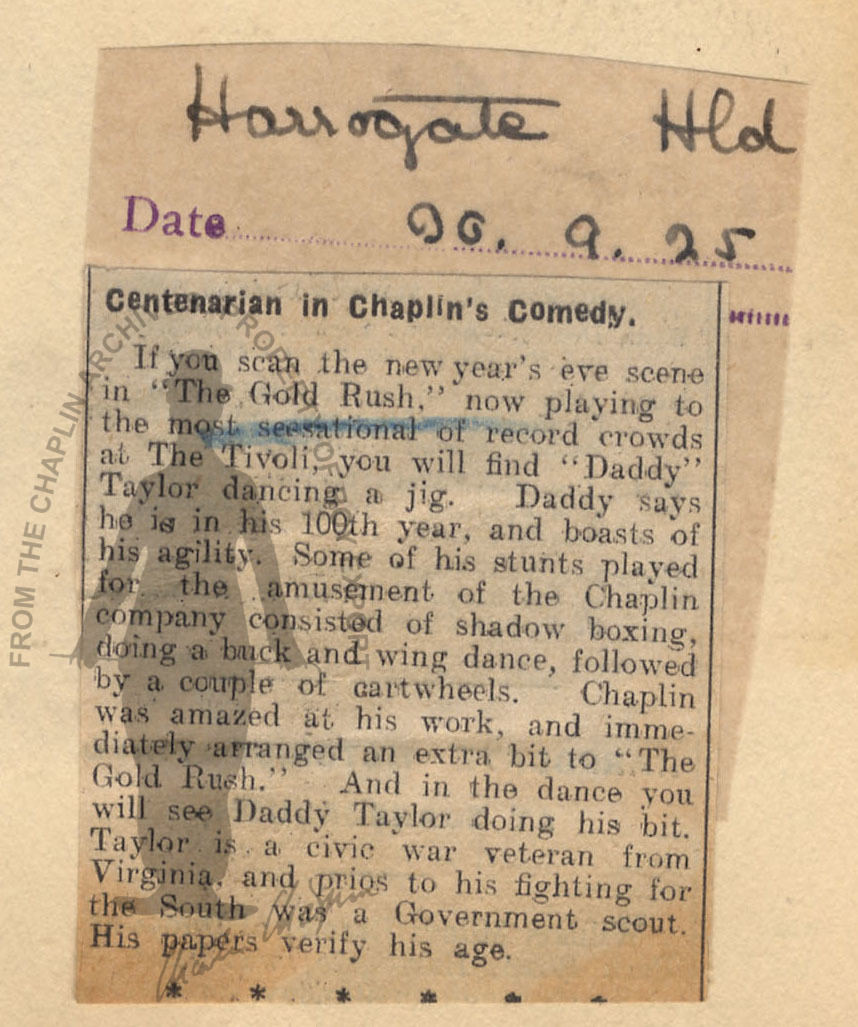 Harrogate Hld
Date 30. 9. 25
Centenarian in Chaplin's Comedy.
If you scan the new year's eve scene
in "The Gold Rush," now playing to
the most seesational of record crowds
at The Tivoli, you will find "Daddy"
Taylor dancing a jig. Daddy says
he is in his 100th year, and boasts of
his agility. Some of his stunts played
for the amusement of the Chaplin
company consisted of shadow boxing,
doing a buck and wing dance, followed
by a couple of cartwheels. Chaplin
was amazed at his work, and imme-
diately arranged an extra bit to "The
Gold Rush." And in the dance you
will see Daddy Taylor doing his bit.
Taylor is a civic war veteran from
Virginia, and prios to his fighting for
the South was a Government scout.
His papers verify his age.
* * * * * *
FROM THE CHAPLIN ARCHIVES
Charlie Chaplin